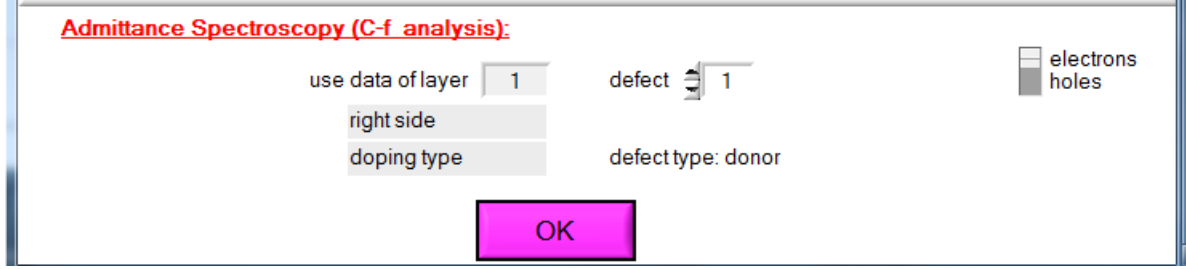 Admittance Spectroscopy (C-f analysis):
use data of layer 1 defect 1 electrons
holes
right side
doping type defect type: donor
OK